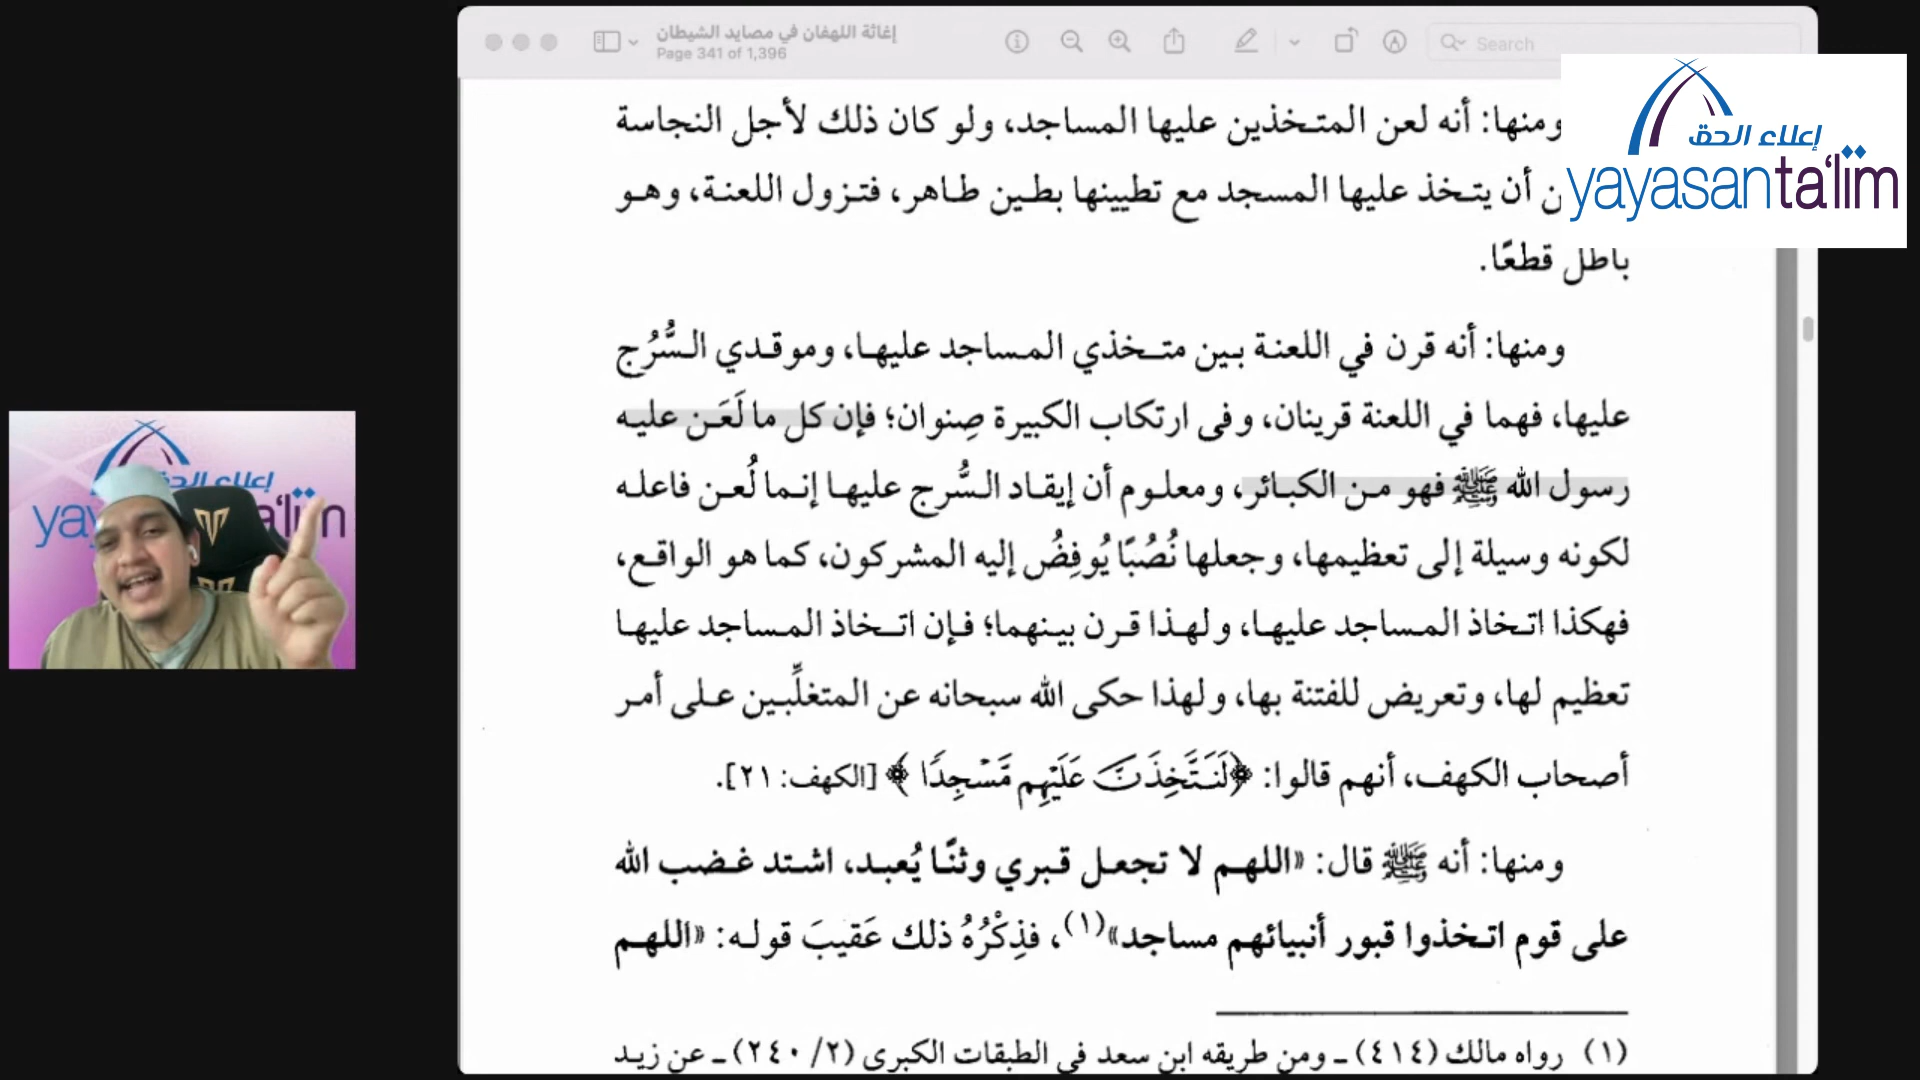 إغاثة اللهفان في مصايد الشيطان
Page 341 of 1,396
Search
إعلاء الحق
yayasanta'lim
ومنها: أنه لعن المتخذين عليها المساجد، ولو كان ذلك لأجل النجاسة
ن أن يتخذ عليها المسجد مع تطيينها بطين طاهر، فتزول اللعنة، وهو
باطل قطعًا.
ومنها: أنه قرن في اللعنة بين متخذي المساجد عليها، وموقدي السُّرُج
عليها، فهما في اللعنة قرينان، وفى ارتكاب الكبيرة صِنوان؛ فإن كل ما لَعَن عليه
رسول الله ﷺ فهو من الكبائر، ومعلوم أن إيقاد السُّرج عليها إنما لُعن فاعله
لكونه وسيلة إلى تعظيمها، وجعلها نُصُبًا يُوفِضُ إليه المشركون، كما هو الواقع،
فهكذا اتخاذ المساجد عليها، ولهذا قرن بينهما؛ فإن اتخاذ المساجد عليها
تعظيم لها، وتعريض للفتنة بها، ولهذا حكى الله سبحانه عن المتغلِّبين على أمر
أصحاب الكهف، أنهم قالوا: ﴿لَنَتَّخِذَنَّ عَلَيْهِم مَّسْجِدًا﴾ [الكهف: ٢١].
ومنها: أنه ﷺ قال: «اللهم لا تجعل قبري وثنًا يُعبد، اشتد غضب الله
على قوم اتخذوا قبور أنبيائهم مساجد»(١)، فذِكْرُهُ ذلك عَقيبَ قوله: «اللهم
(١) رواه مالك (٤١٤) ـ ومن طريقه ابن سعد في الطبقات الكبرى (٢/ ٢٤٠) ـ عن زيد
إعلاء الحق
yay a'lim